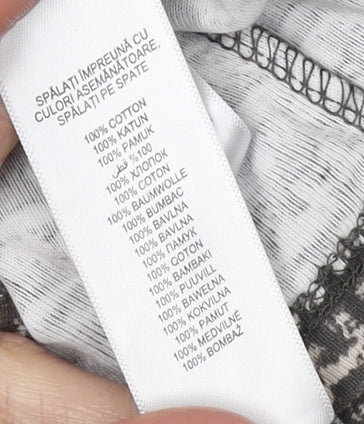 SPĂLAȚI ÎMPREUNĂ CU
CULORI ASEMĂNĂTOARE.
SPĂLAȚI PE SPATE
100% COTTON
100% KATUN
100% PAMUK
100% قطن
100% ХЛОПОК
100% COTON
100% BAUMWOLLE
100% BUMBAC
100% BAVLNA
100% BAVLNA
100% ПАМУК
100% GOTON
100% BAMBAKI
100% PUUVILL
100% BAWEŁNA
100% KOKVILNA
100% PAMUT
100% MEDVILNĖ
100% BOMBAŽ